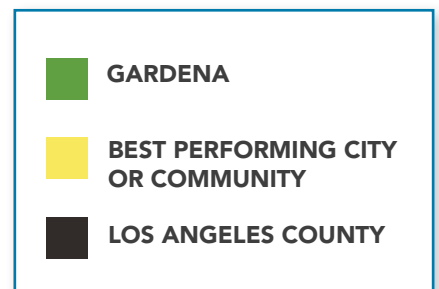 GARDENA
BEST PERFORMING CITY
OR COMMUNITY
LOS ANGELES COUNTY